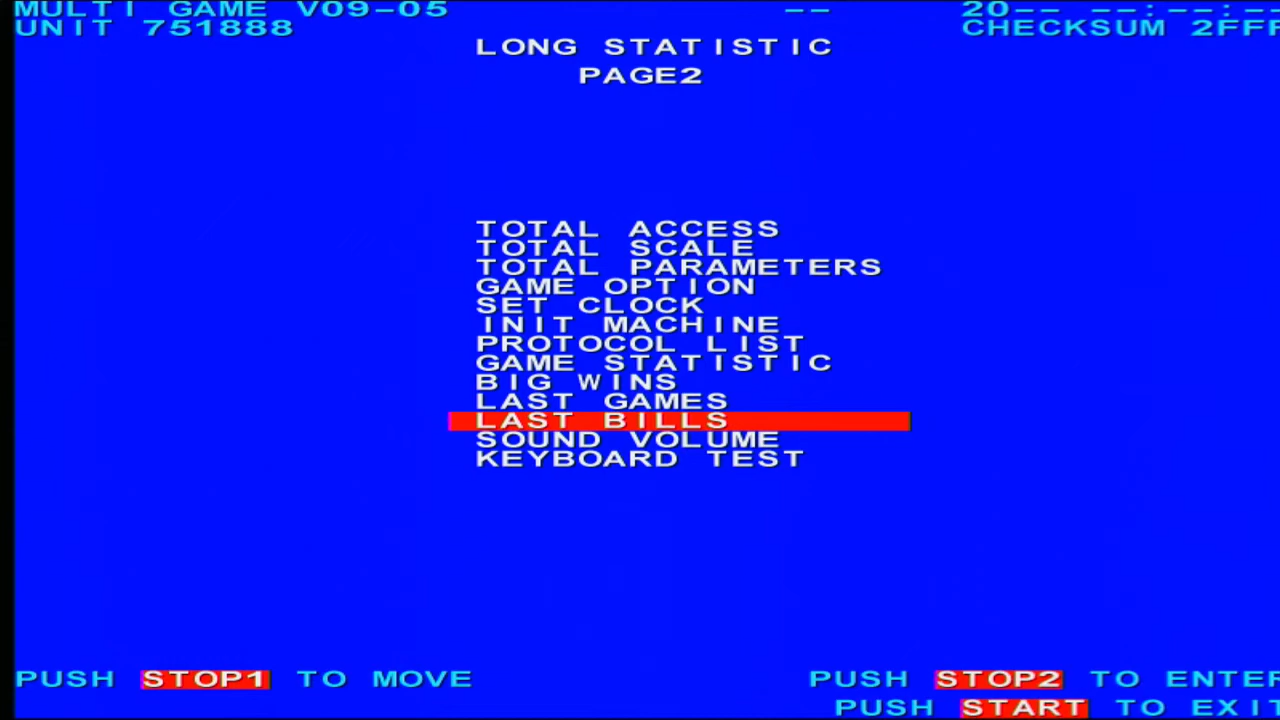 MULTI GAME V09-05 -- 20-- --:--:--
UNIT 751888 CHECKSUM 2FFF
LONG STATISTIC
PAGE2
TOTAL ACCESS
TOTAL SCALE
TOTAL PARAMETERS
GAME OPTION
SET CLOCK
INIT MACHINE
PROTOCOL LIST
GAME STATISTIC
BIG WINS
LAST GAMES
LAST BILLS
SOUND VOLUME
KEYBOARD TEST
PUSH STOP1 TO MOVE PUSH STOP2 TO ENTER
PUSH START TO EXIT